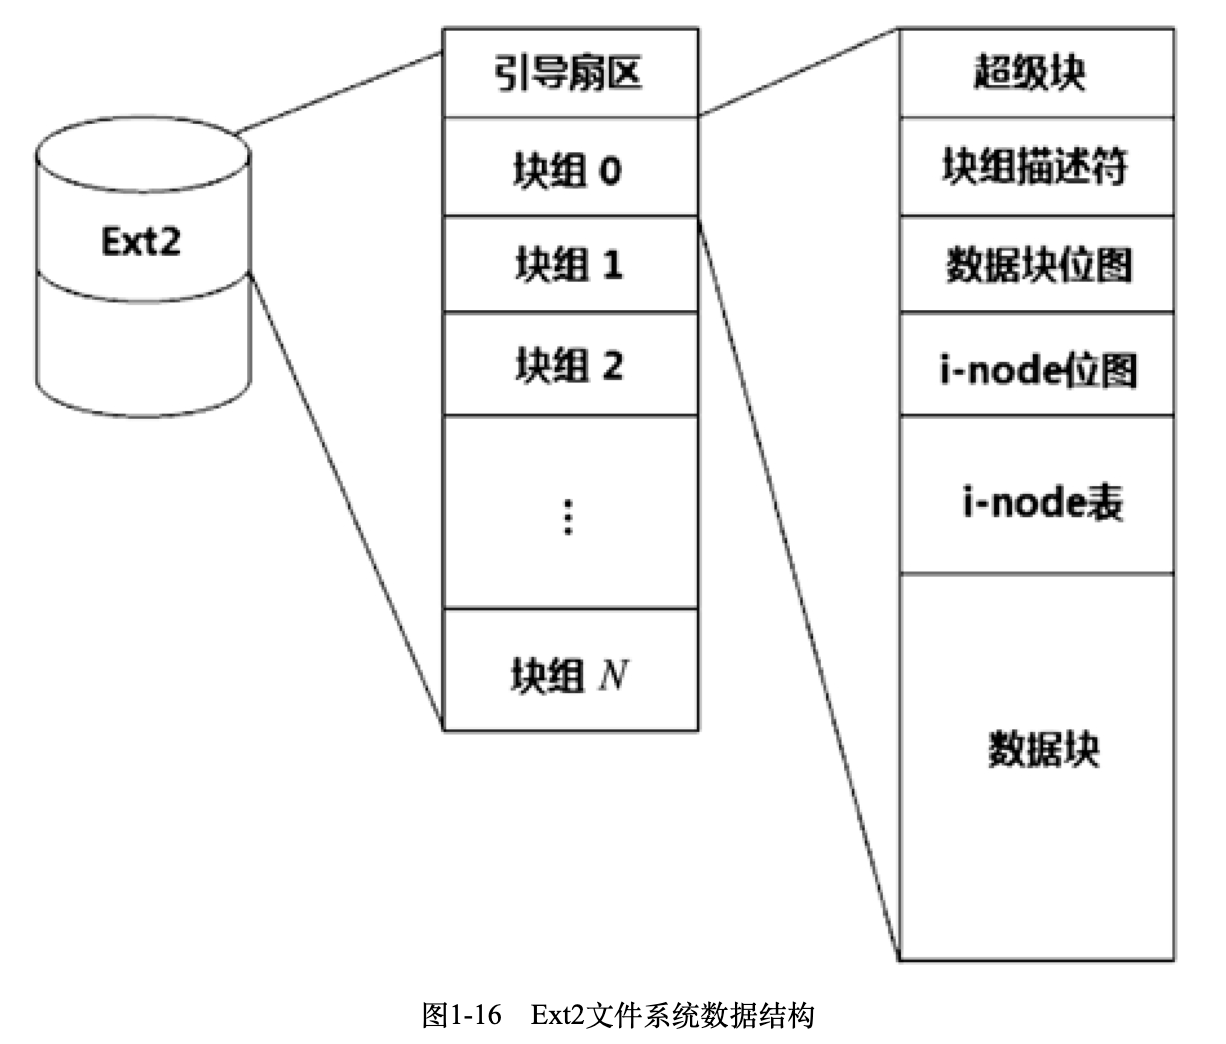 Ext2
引导扇区
块组 0
块组 1
块组 2
⋮
块组 N
超级块
块组描述符
数据块位图
i-node位图
i-node表
数据块
图1-16 Ext2文件系统数据结构